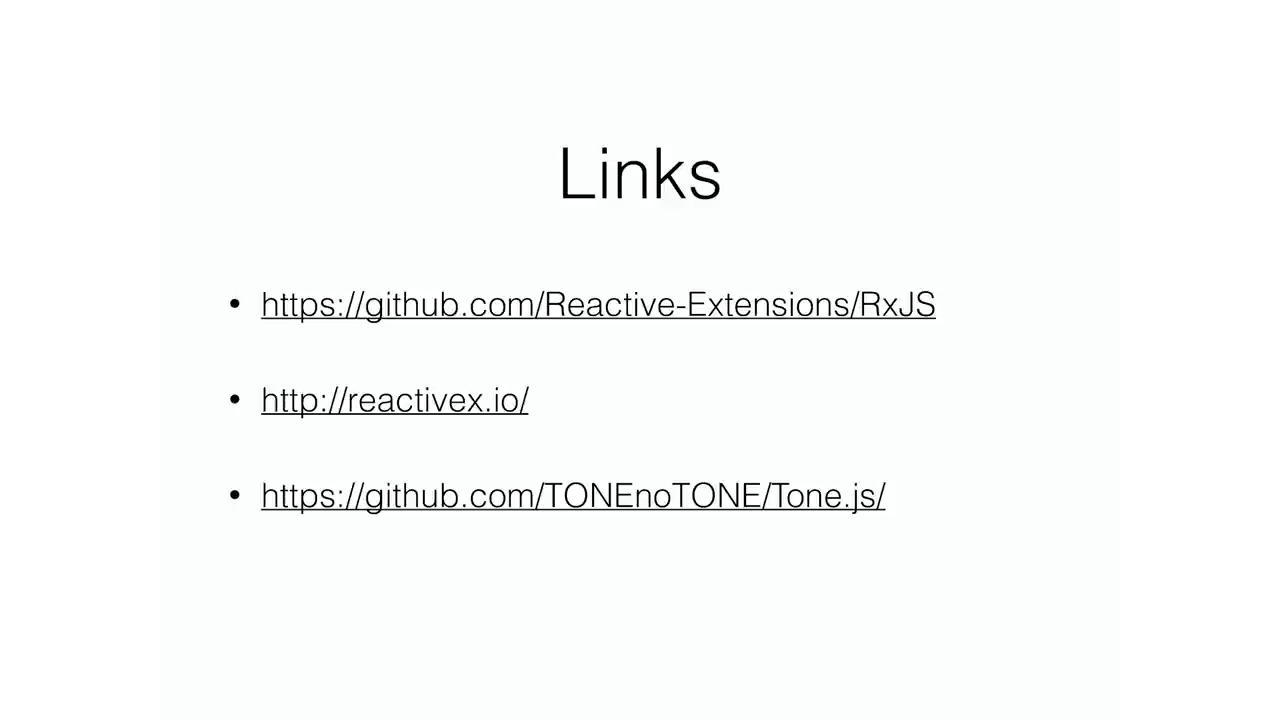 Links
• https://github.com/Reactive-Extensions/RxJS
• http://reactivex.io/
• https://github.com/TONEnoTONE/Tone.js/